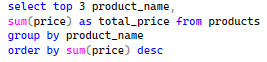 select top 3 product_name,
sum(price) as total_price from products
group by product_name
order by sum(price) desc